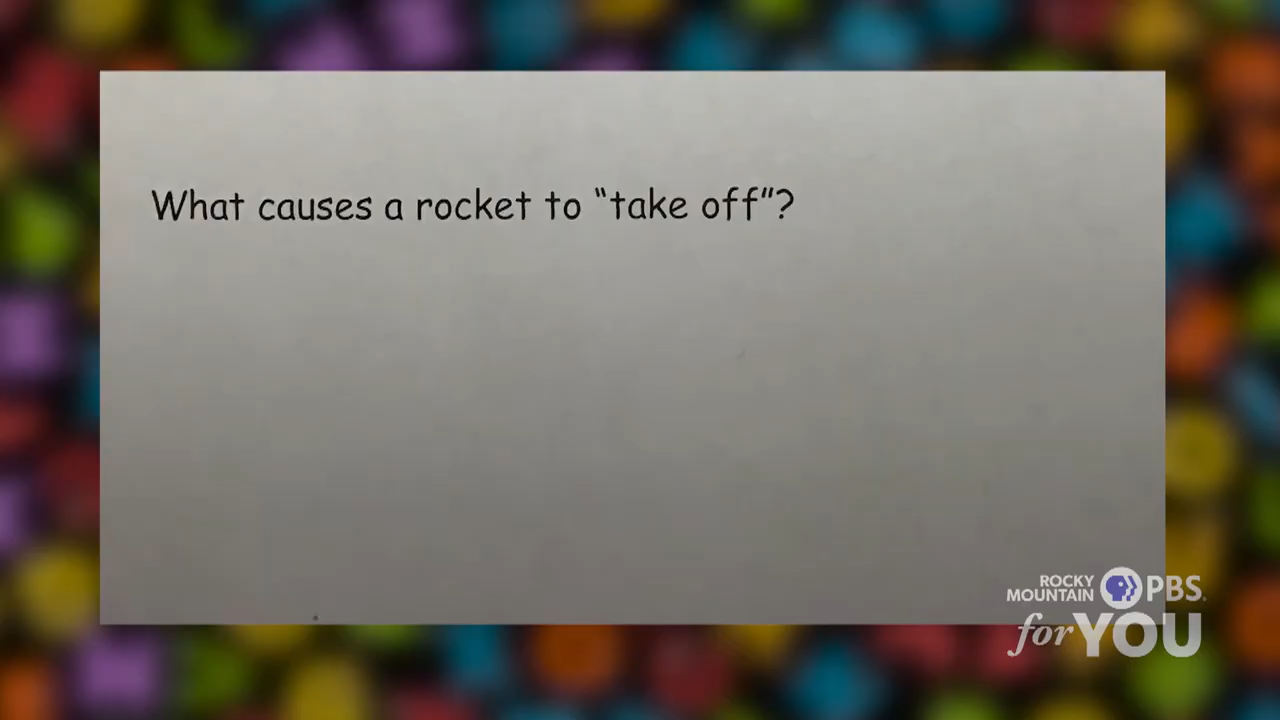 What causes a rocket to “take off”?
ROCKY
MOUNTAIN PBS
for YOU